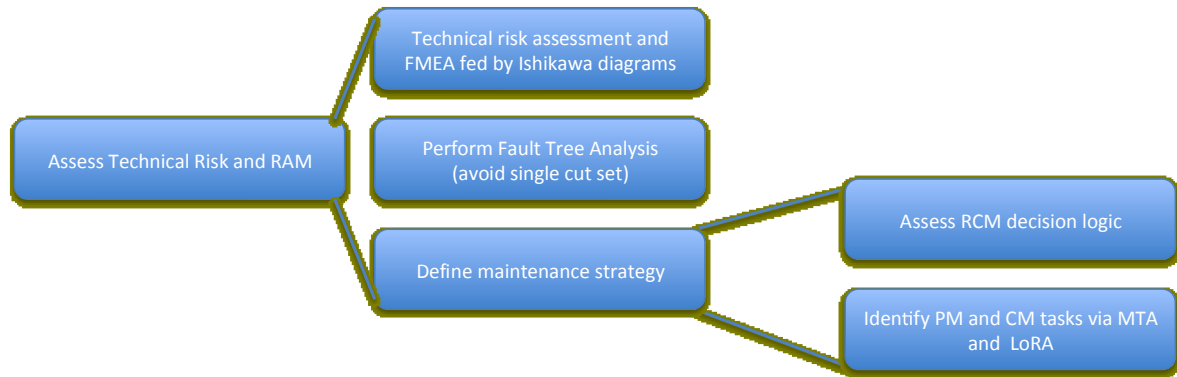 Technical risk assessment and
FMEA fed by Ishikawa diagrams
Assess Technical Risk and RAM
Perform Fault Tree Analysis
(avoid single cut set)
Define maintenance strategy
Assess RCM decision logic
Identify PM and CM tasks via MTA
and LoRA